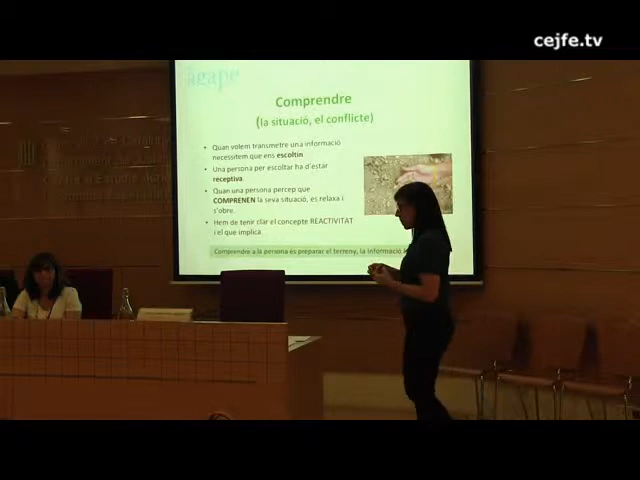 cejfe.tv
àgape
Comprendre
(la situació, el conflicte)
• Quan volem transmetre una informació
necessitem que ens escoltin
• Una persona per escoltar ha d'estar
receptiva.
• Quan una persona percep que
COMPRENEN la seva situació, es relaxa i
s'obre.
• Hem de tenir clar el concepte REACTIVITAT
i el que implica.
Comprendre a la persona és preparar el terreny, la informació